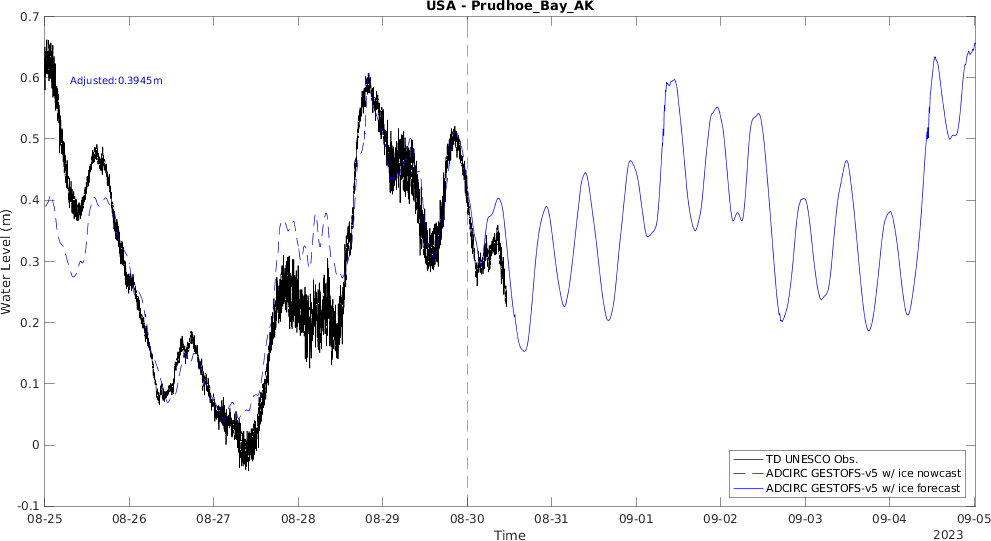 USA - Prudhoe_Bay_AK
0.7
0.6
0.5
0.4
0.3
0.2
0.1
0
-0.1
Water Level (m)
Adjusted:0.3945m
TD UNESCO Obs.
ADCIRC GESTOFS-v5 w/ ice nowcast
ADCIRC GESTOFS-v5 w/ ice forecast
08-25 08-26 08-27 08-28 08-29 08-30 08-31 09-01 09-02 09-03 09-04 09-05
Time
2023